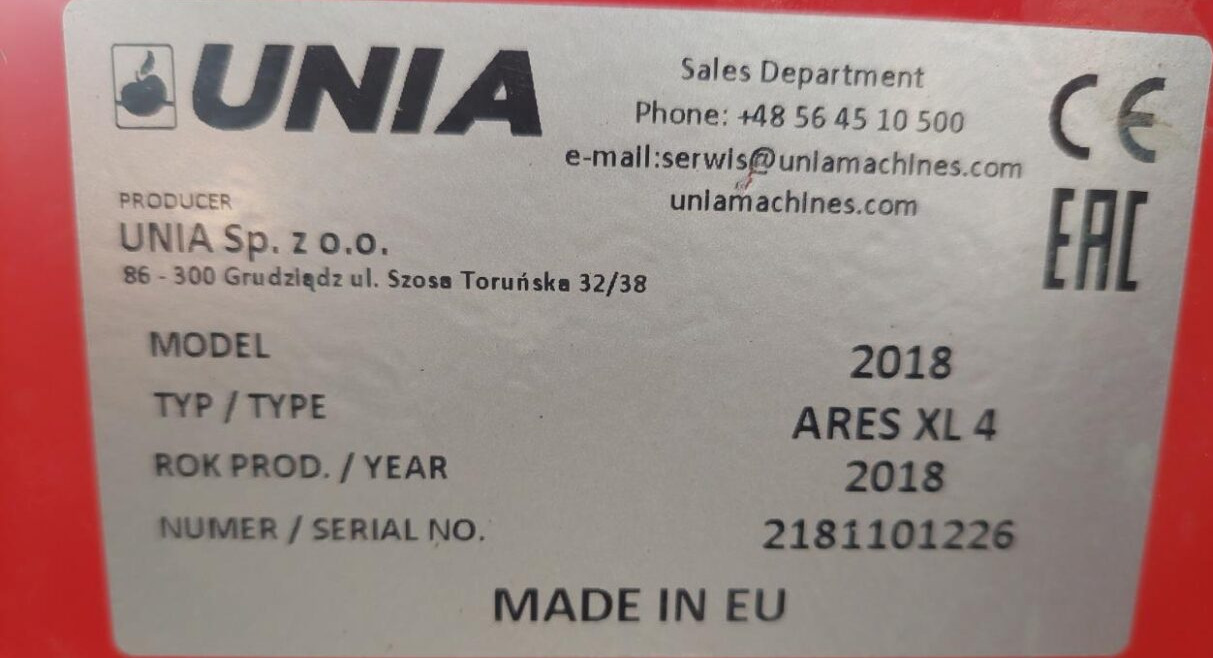 UNIA
Sales Department
Phone: +48 56 45 10 500
e-mail:serwis@uniamachines.com
uniamachines.com
CE
EAC
PRODUCER
UNIA Sp. z o.o.
86 - 300 Grudziądz ul. Szosa Toruńska 32/38
MODEL 2018
TYP / TYPE ARES XL 4
ROK PROD. / YEAR 2018
NUMER / SERIAL NO. 2181101226
MADE IN EU